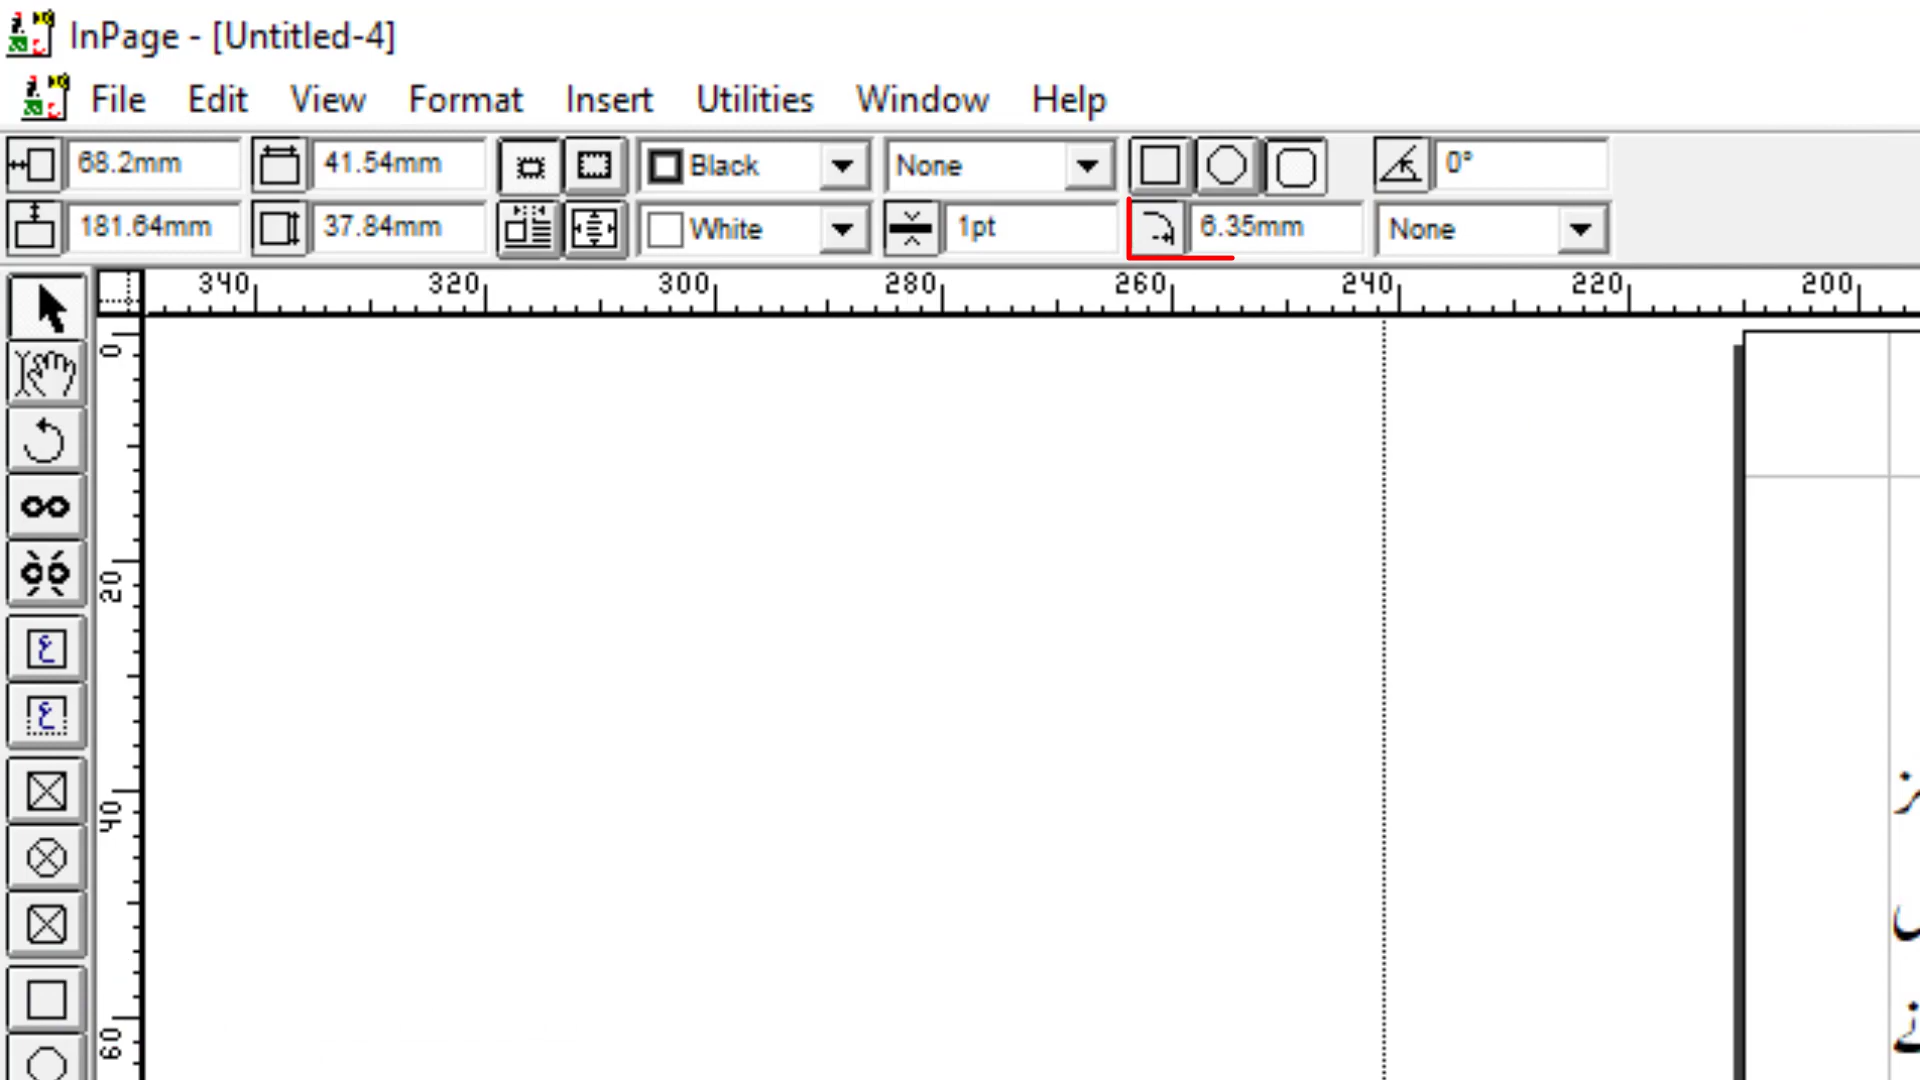 InPage - [Untitled-4]
File Edit View Format Insert Utilities Window Help
68.2mm 41.54mm Black None 0°
181.64mm 37.84mm White 1pt 6.35mm None
340 320 300 280 260 240 220 200
0
20
40
60
ع
ع